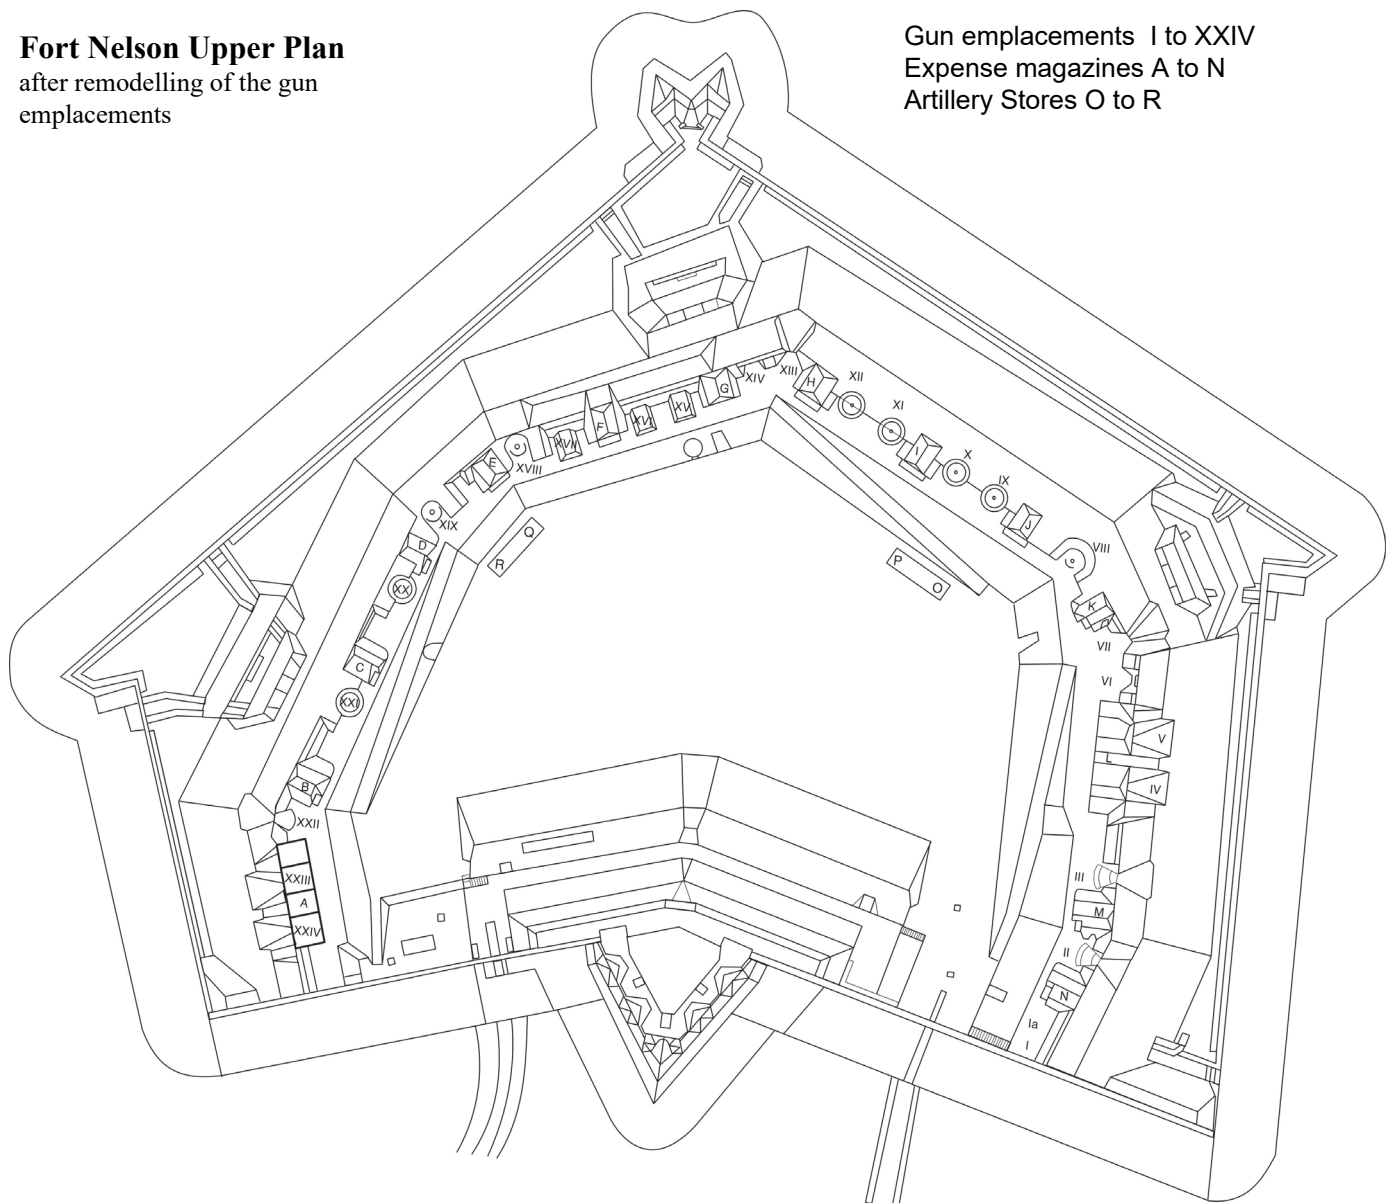 Fort Nelson Upper Plan
after remodelling of the gun
emplacements
Gun emplacements I to XXIV
Expense magazines A to N
Artillery Stores O to R
XIV
XIII
H
XII
G
XI
XV
XVI
F
XVII
I
E
XVIII
X
IX
XIX
J
Q
R
D
VIII
P
O
XX
K
C
VII
VI
XXI
V
L
B
IV
XXII
XXIII
III
A
M
XXIV
II
N
Ia
I